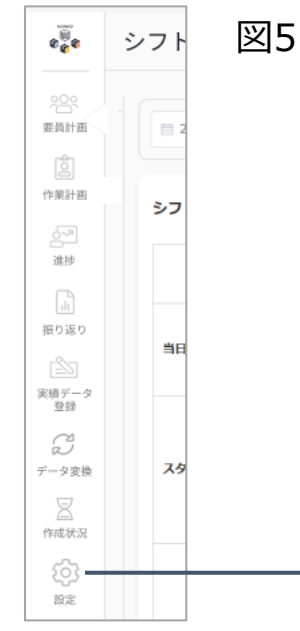 図5
シフト
要員計画
作業計画
進捗
振り返り
実績データ
登録
データ変換
作成状況
設定
2
シフ
当日
スタ